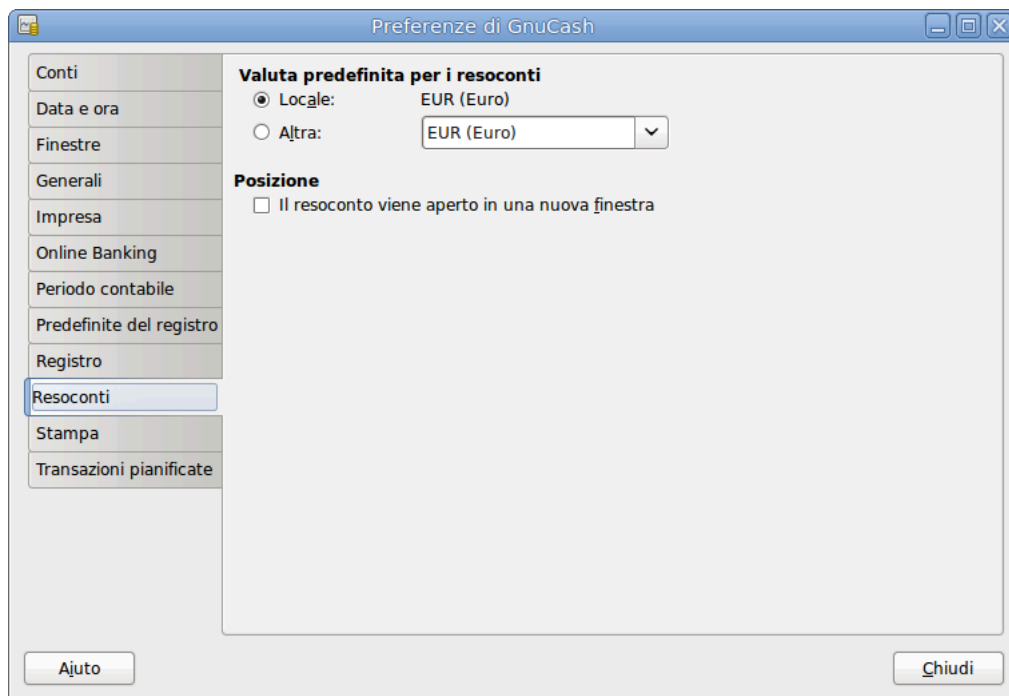 Preferenze di GnuCash
Conti
Data e ora
Finestre
Generali
Impresa
Online Banking
Periodo contabile
Predefinite del registro
Registro
Resoconti
Stampa
Transazioni pianificate
Valuta predefinita per i resoconti
Locale: EUR (Euro)
Altra: EUR (Euro)
Posizione
Il resoconto viene aperto in una nuova finestra
Aiuto
Chiudi